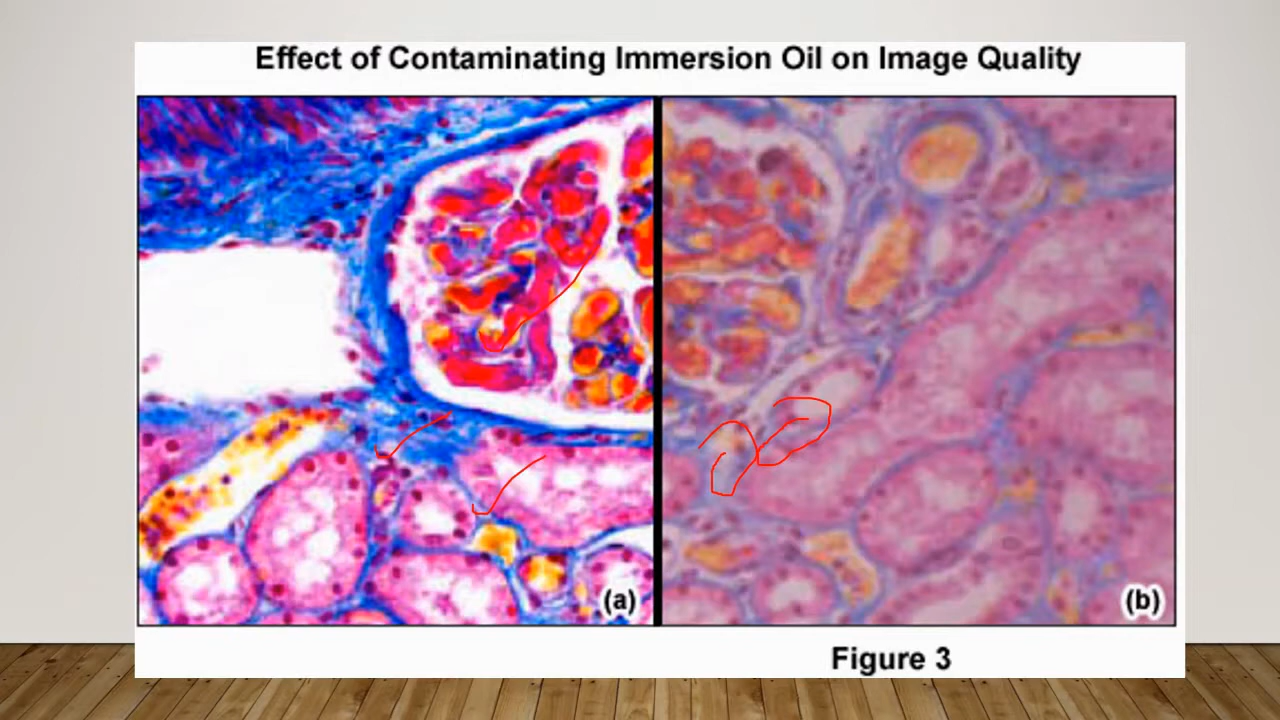 Effect of Contaminating Immersion Oil on Image Quality
(a)
(b)
Figure 3